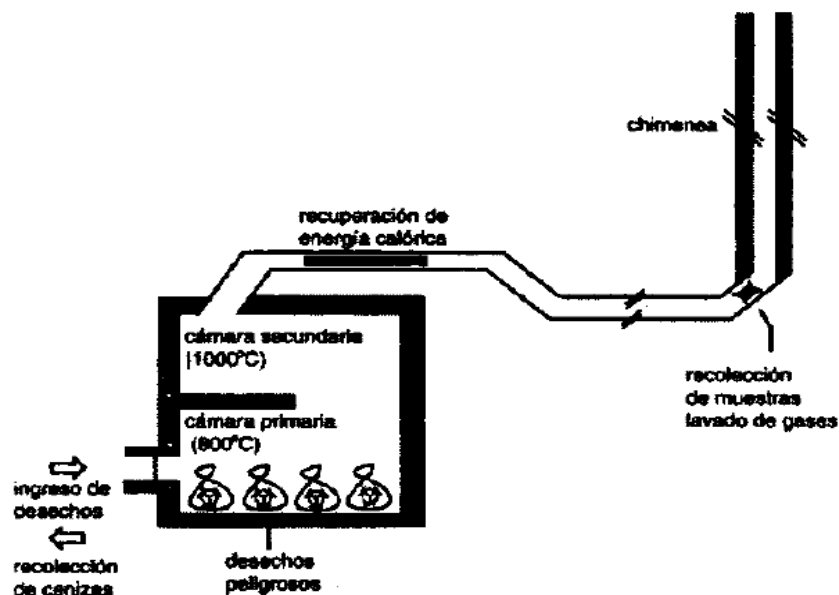 chimenea
recuperación de
energía calórica
cámara secundaria
(1000°C)
cámara primaria
(800°C)
recolección
de muestras
lavado de gases
ingreso de
desechos
recolección
de cenizas
desechos
peligrosos